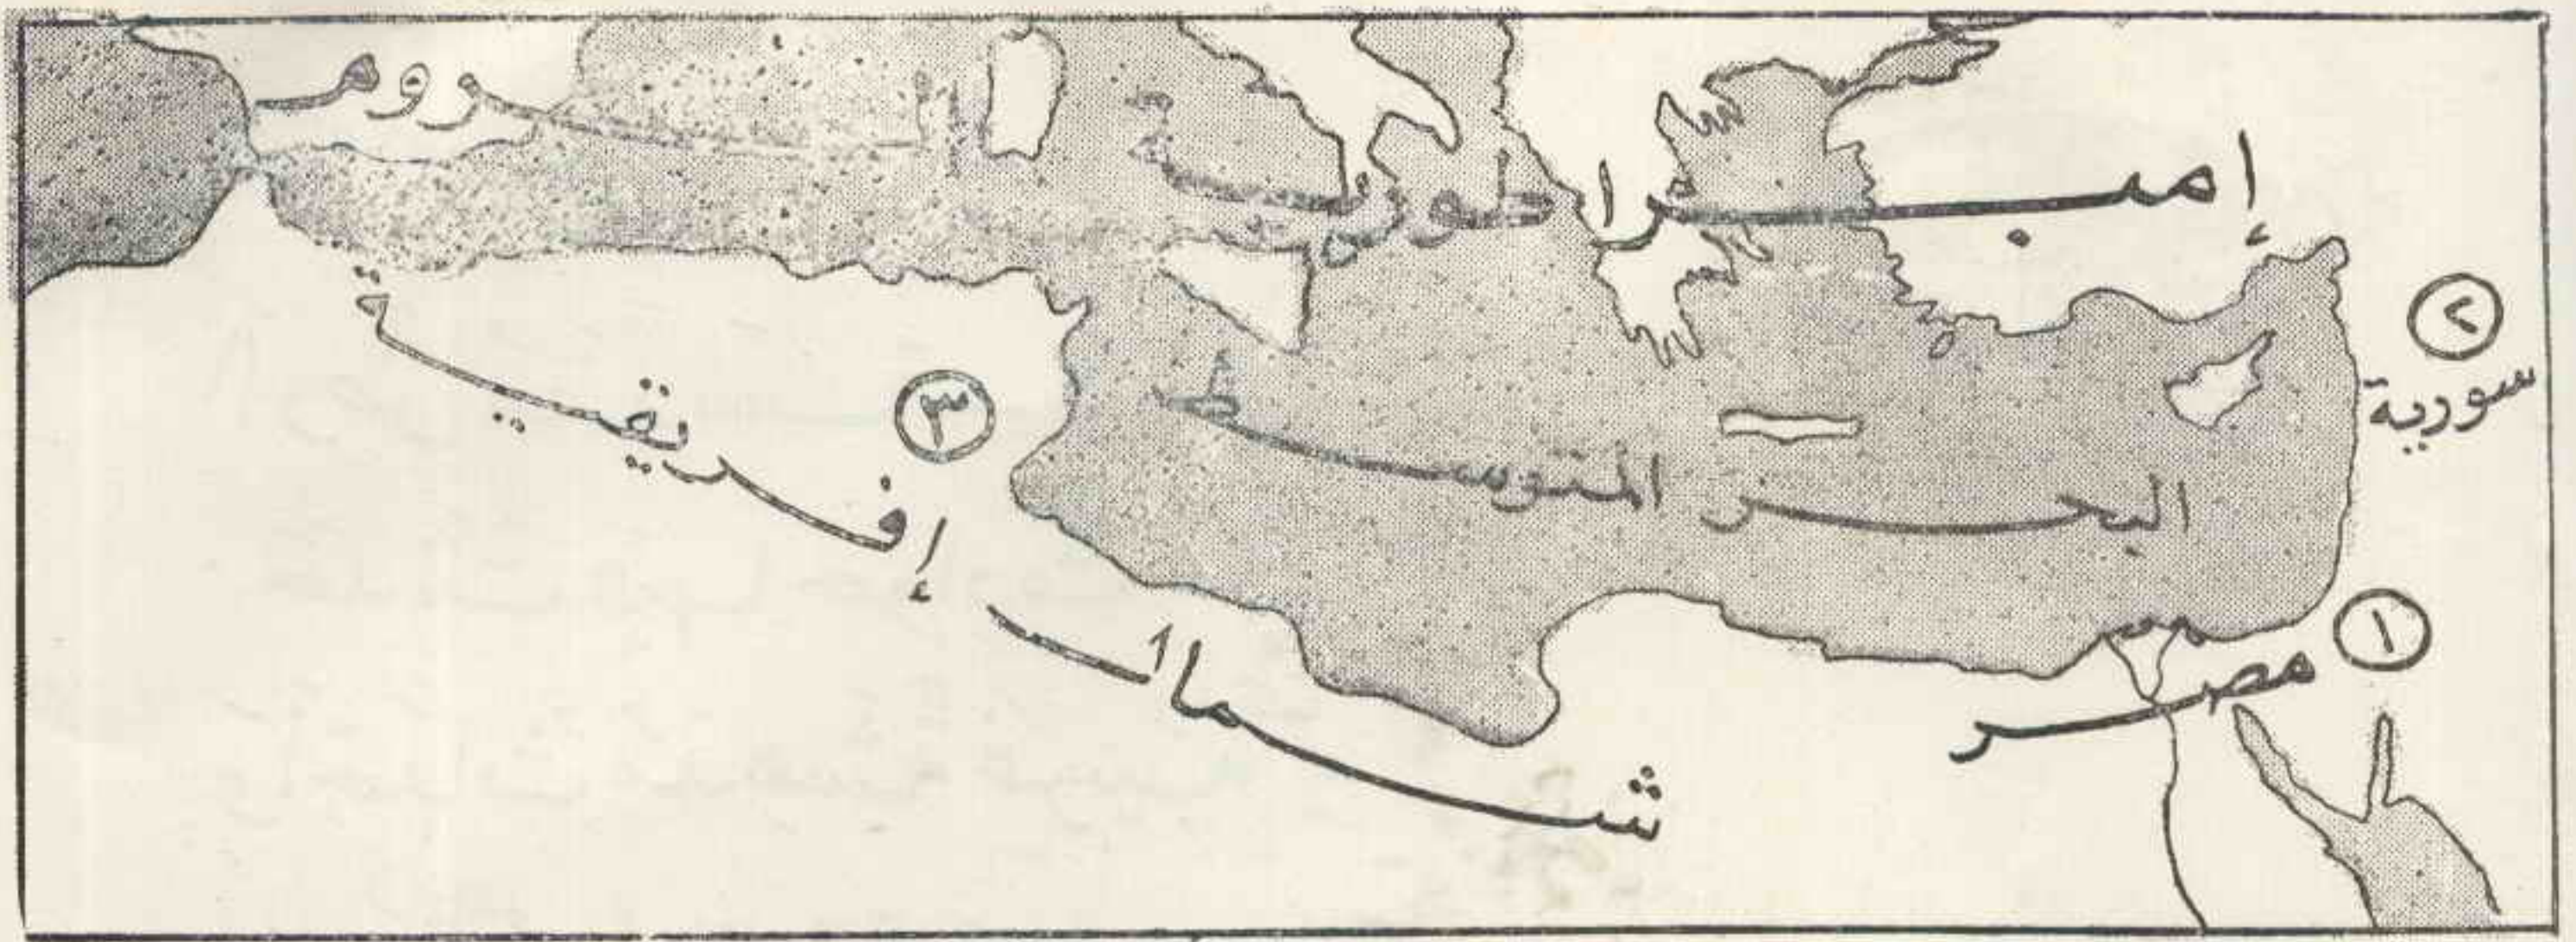 إمبراطورية الروم
٢
سورية
٣
البحر المتوسط
١
مصر
شمال إفريقية